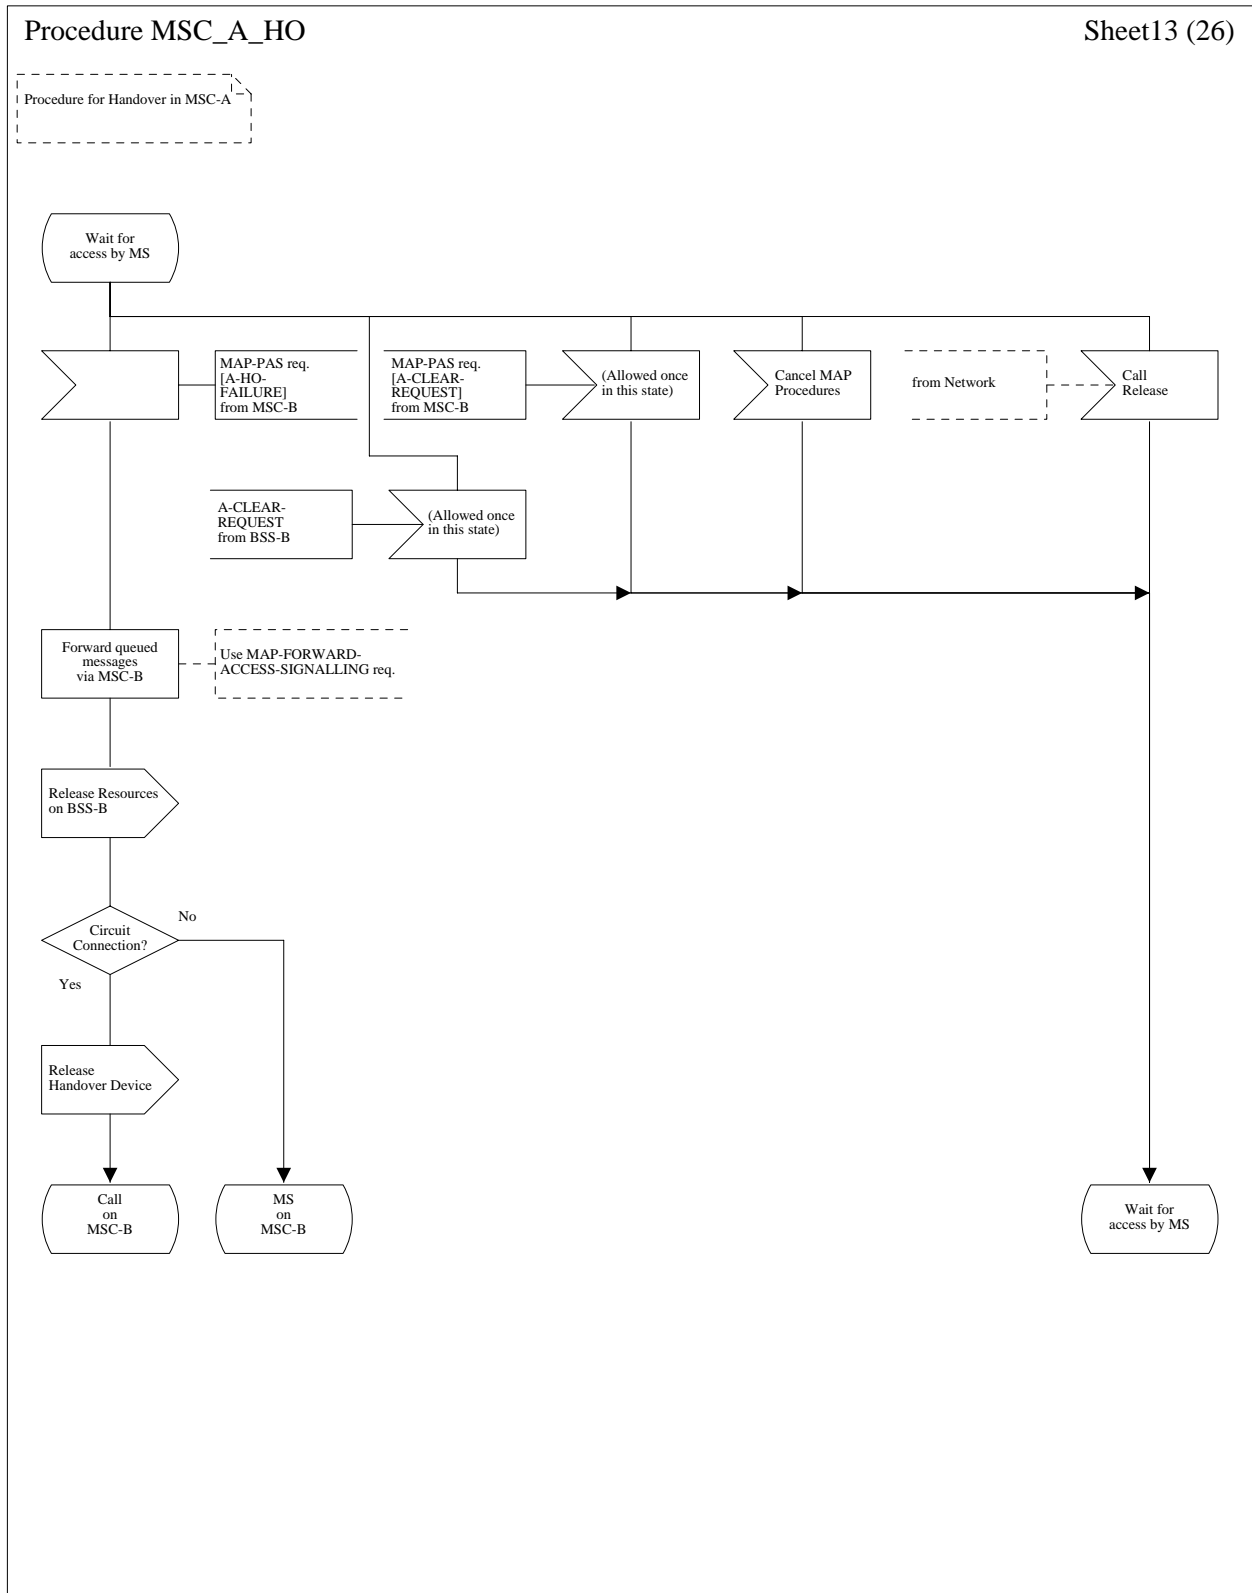 Procedure MSC_A_HO
Sheet13 (26)
Procedure for Handover in MSC-A
Wait for
access by MS
MAP-PAS req.
[A-HO-
FAILURE]
from MSC-B
MAP-PAS req.
[A-CLEAR-
REQUEST]
from MSC-B
(Allowed once
in this state)
Cancel MAP
Procedures
from Network
Call
Release
A-CLEAR-
REQUEST
from BSS-B
(Allowed once
in this state)
Forward queued
messages
via MSC-B
Use MAP-FORWARD-
ACCESS-SIGNALLING req.
Release Resources
on BSS-B
Circuit
Connection?
No
Yes
Release
Handover Device
Call
on
MSC-B
MS
on
MSC-B
Wait for
access by MS